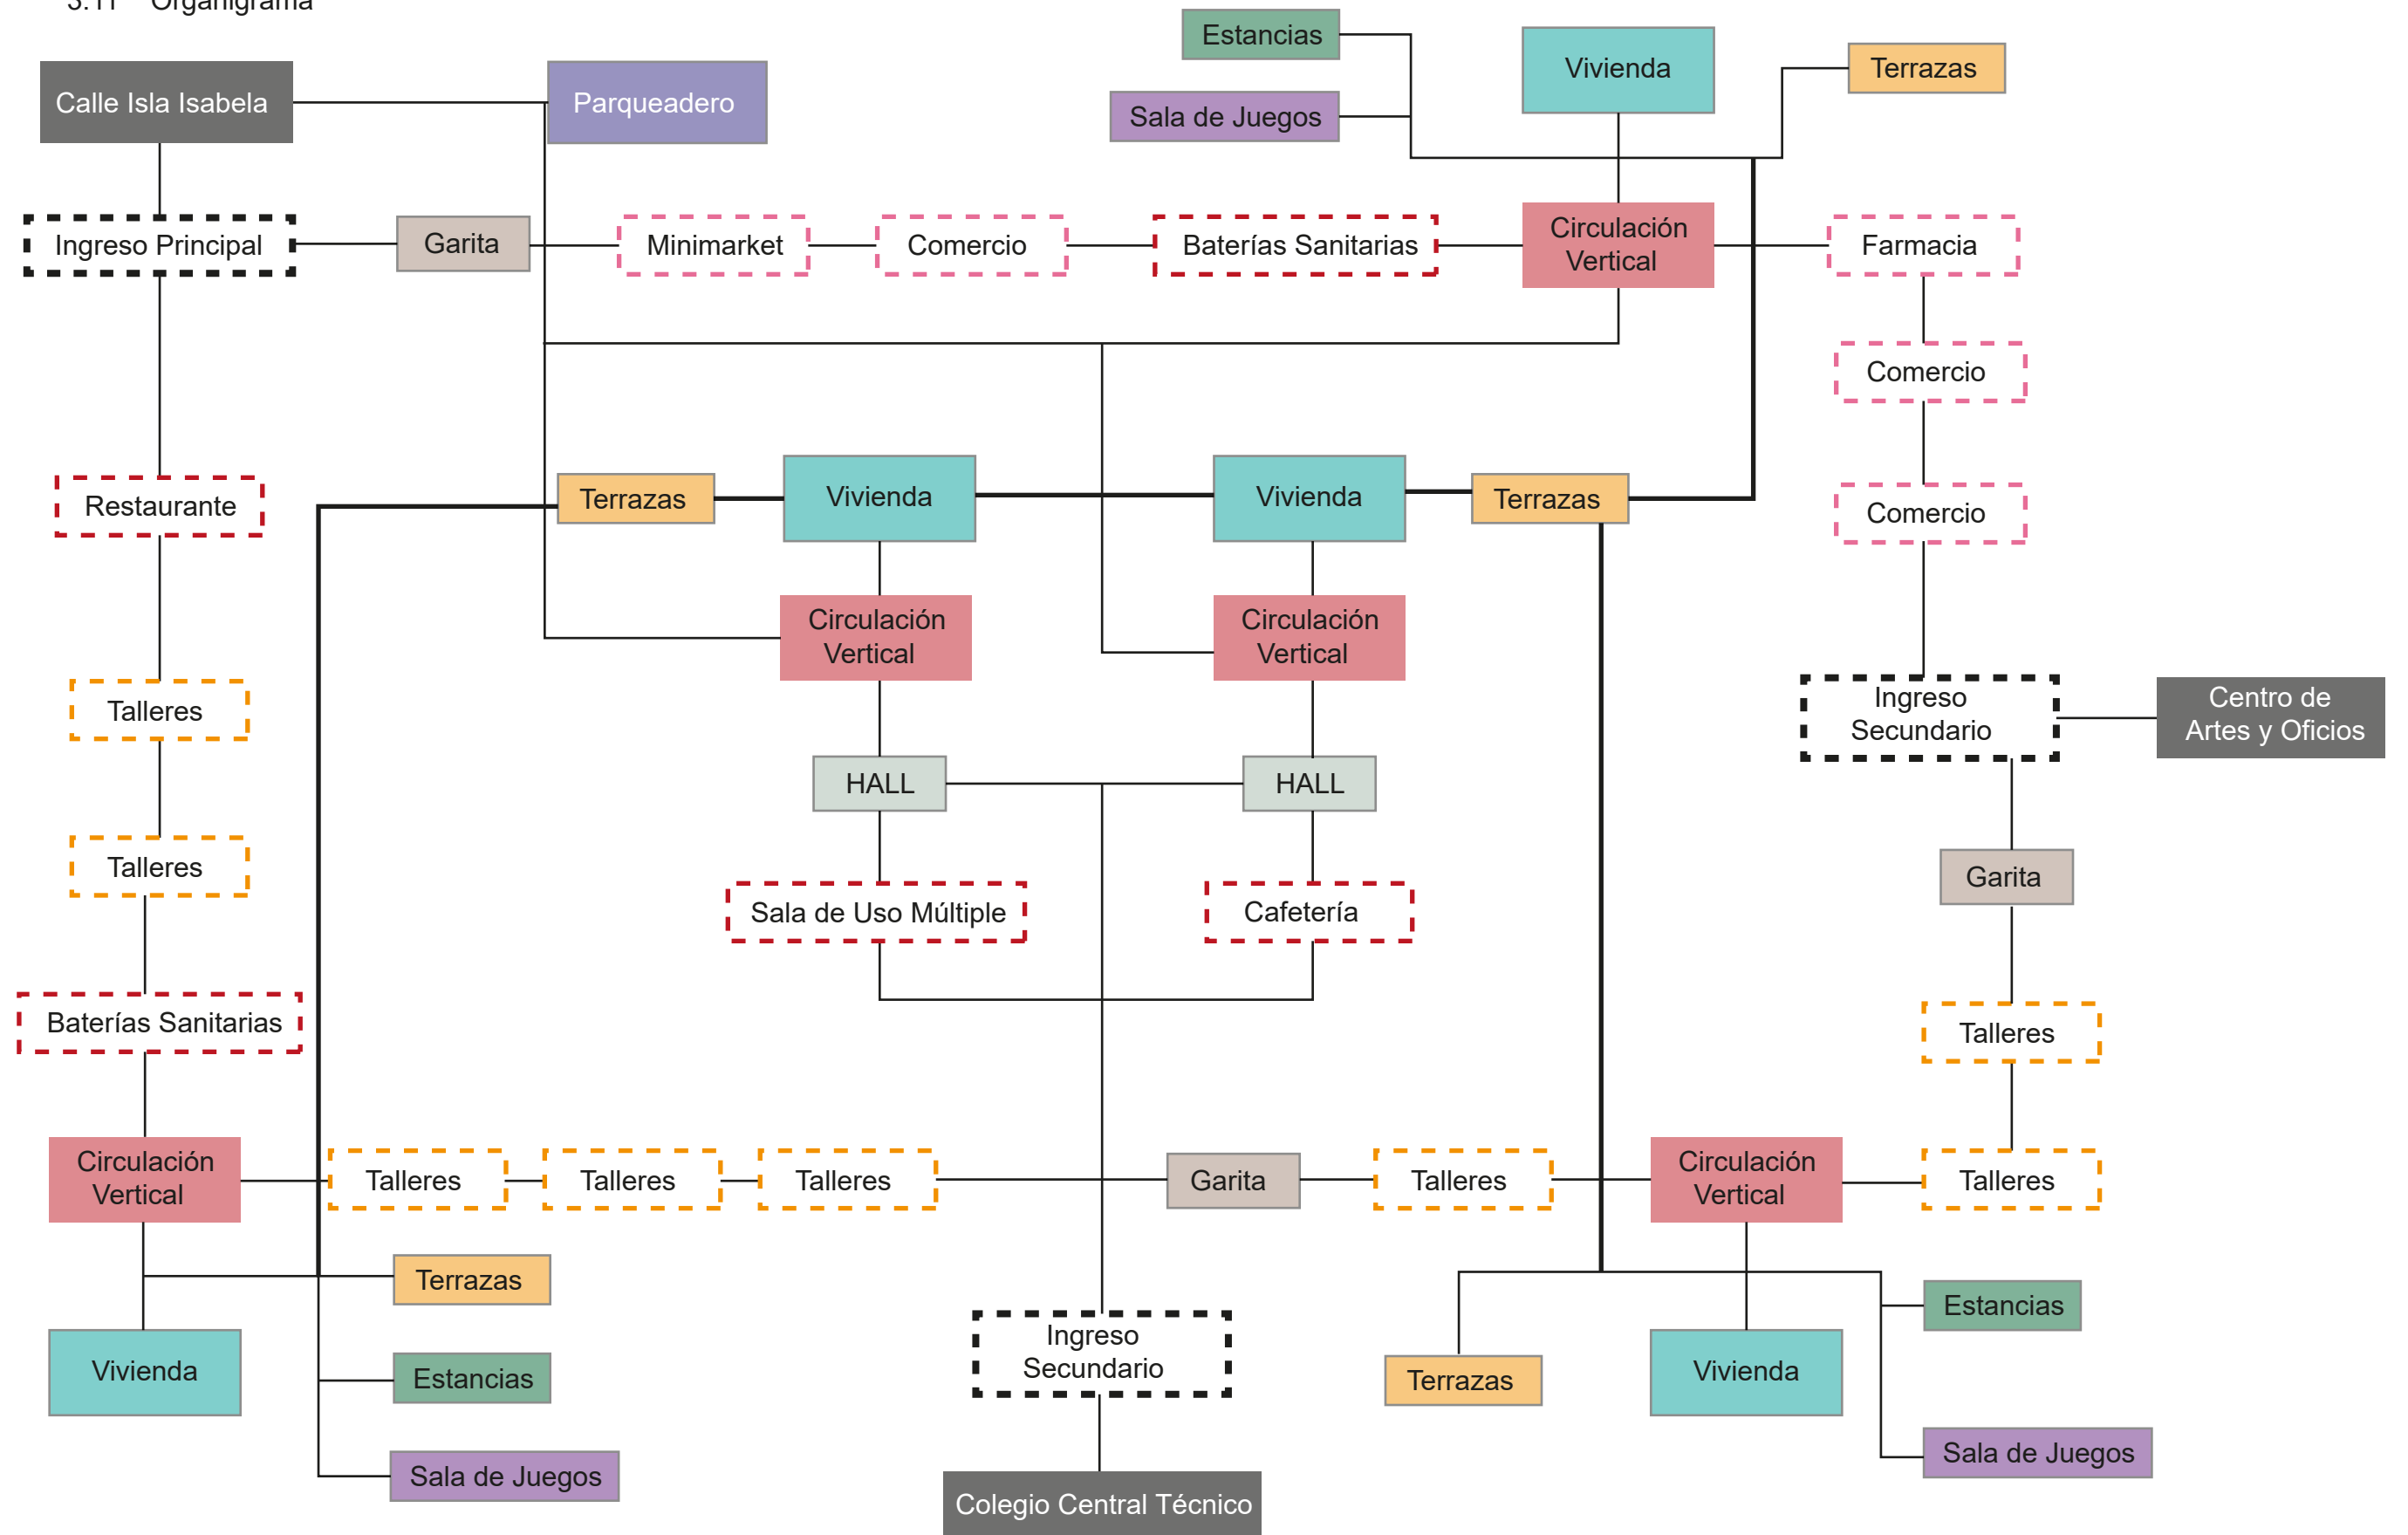 3.11 Organigrama
Estancias
Vivienda
Terrazas
Calle Isla Isabela
Parqueadero
Sala de Juegos
Ingreso Principal
Garita
Minimarket
Comercio
Baterías Sanitarias
Circulación
Vertical
Farmacia
Comercio
Restaurante
Terrazas
Vivienda
Vivienda
Terrazas
Comercio
Circulación
Vertical
Circulación
Vertical
Talleres
Ingreso
Secundario
Centro de
Artes y Oficios
HALL
HALL
Talleres
Garita
Sala de Uso Múltiple
Cafetería
Baterías Sanitarias
Talleres
Circulación
Vertical
Talleres
Talleres
Talleres
Garita
Talleres
Circulación
Vertical
Talleres
Terrazas
Estancias
Vivienda
Estancias
Ingreso
Secundario
Terrazas
Vivienda
Sala de Juegos
Sala de Juegos
Colegio Central Técnico